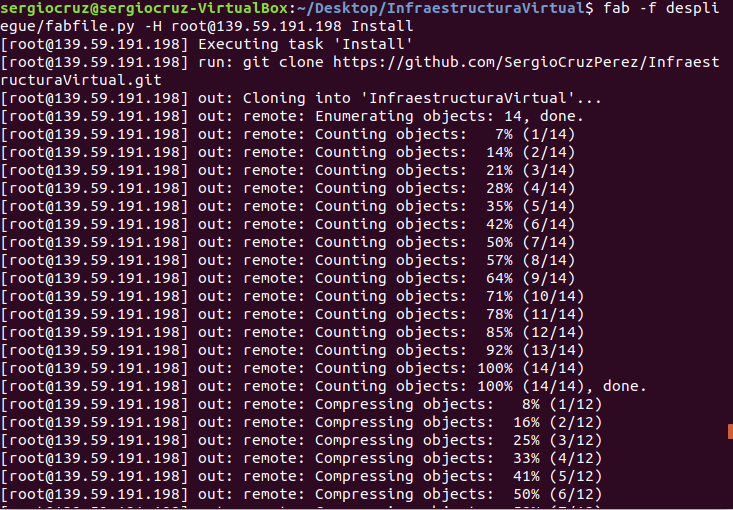 sergiocruz@sergiocruz-VirtualBox:~/Desktop/InfraestructuraVirtual$ fab -f despli
egue/fabfile.py -H root@139.59.191.198 Install
[root@139.59.191.198] Executing task 'Install'
[root@139.59.191.198] run: git clone https://github.com/SergioCruzPerez/Infraest
ructuraVirtual.git
[root@139.59.191.198] out: Cloning into 'InfraestructuraVirtual'...
[root@139.59.191.198] out: remote: Enumerating objects: 14, done.
[root@139.59.191.198] out: remote: Counting objects:   7% (1/14)
[root@139.59.191.198] out: remote: Counting objects:  14% (2/14)
[root@139.59.191.198] out: remote: Counting objects:  21% (3/14)
[root@139.59.191.198] out: remote: Counting objects:  28% (4/14)
[root@139.59.191.198] out: remote: Counting objects:  35% (5/14)
[root@139.59.191.198] out: remote: Counting objects:  42% (6/14)
[root@139.59.191.198] out: remote: Counting objects:  50% (7/14)
[root@139.59.191.198] out: remote: Counting objects:  57% (8/14)
[root@139.59.191.198] out: remote: Counting objects:  64% (9/14)
[root@139.59.191.198] out: remote: Counting objects:  71% (10/14)
[root@139.59.191.198] out: remote: Counting objects:  78% (11/14)
[root@139.59.191.198] out: remote: Counting objects:  85% (12/14)
[root@139.59.191.198] out: remote: Counting objects:  92% (13/14)
[root@139.59.191.198] out: remote: Counting objects: 100% (14/14)
[root@139.59.191.198] out: remote: Counting objects: 100% (14/14), done.
[root@139.59.191.198] out: remote: Compressing objects:   8% (1/12)
[root@139.59.191.198] out: remote: Compressing objects:  16% (2/12)
[root@139.59.191.198] out: remote: Compressing objects:  25% (3/12)
[root@139.59.191.198] out: remote: Compressing objects:  33% (4/12)
[root@139.59.191.198] out: remote: Compressing objects:  41% (5/12)
[root@139.59.191.198] out: remote: Compressing objects:  50% (6/12)